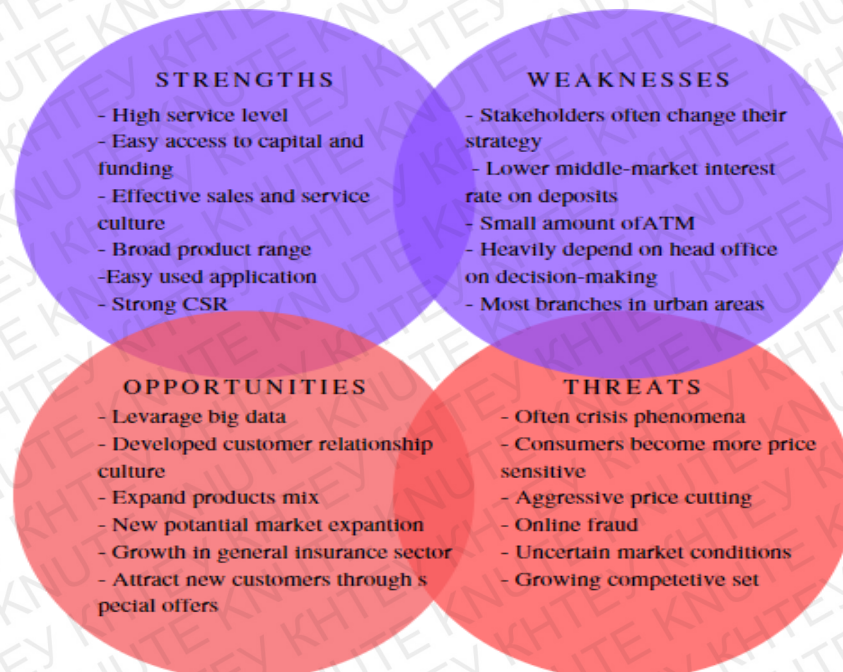 STRENGTHS
- High service level
- Easy access to capital and
funding
- Effective sales and service
culture
- Broad product range
-Easy used application
- Strong CSR
WEAKNESSES
- Stakeholders often change their
strategy
- Lower middle-market interest
rate on deposits
- Small amount ofATM
- Heavily depend on head office
on decision-making
- Most branches in urban areas
OPPORTUNITIES
- Levarage big data
- Developed customer relationship
culture
- Expand products mix
- New potantial market expantion
- Growth in general insurance sector
- Attract new customers through s
pecial offers
THREATS
- Often crisis phenomena
- Consumers become more price
sensitive
- Aggressive price cutting
- Online fraud
- Uncertain market conditions
- Growing competetive set